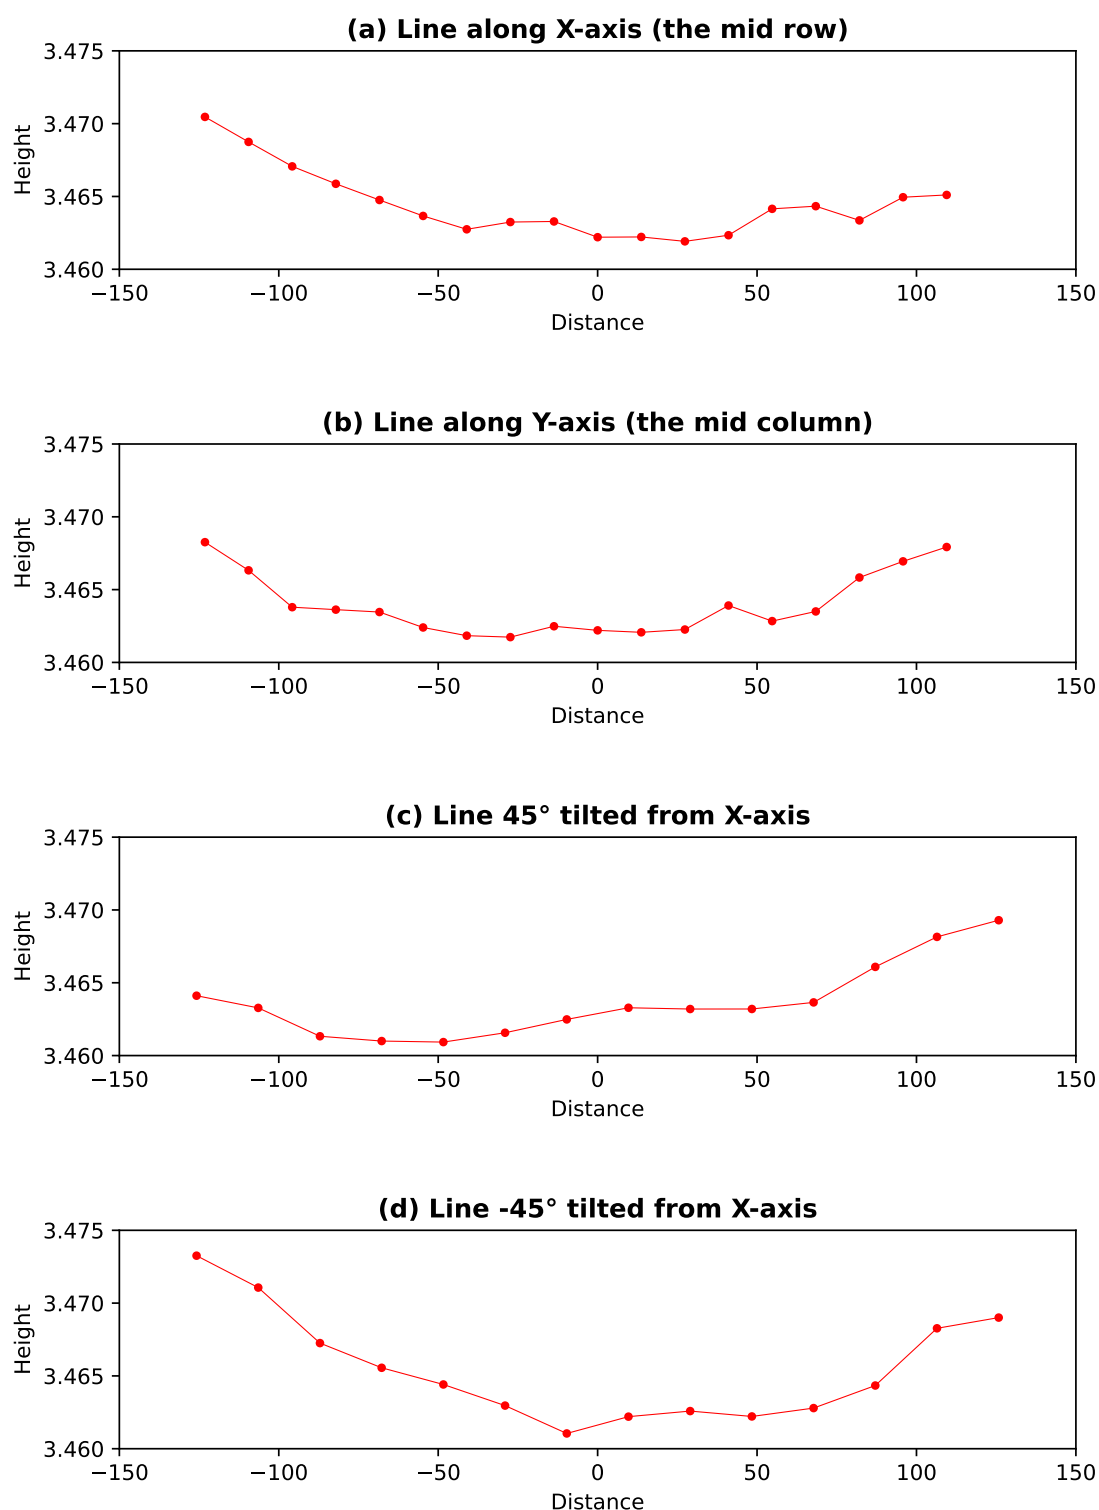 (a) Line along X-axis (the mid row)
3.475
3.470
3.465
3.460
Height
−150 −100 −50 0 50 100 150
Distance
(b) Line along Y-axis (the mid column)
3.475
3.470
3.465
3.460
Height
−150 −100 −50 0 50 100 150
Distance
(c) Line 45° tilted from X-axis
3.475
3.470
3.465
3.460
Height
−150 −100 −50 0 50 100 150
Distance
(d) Line -45° tilted from X-axis
3.475
3.470
3.465
3.460
Height
−150 −100 −50 0 50 100 150
Distance